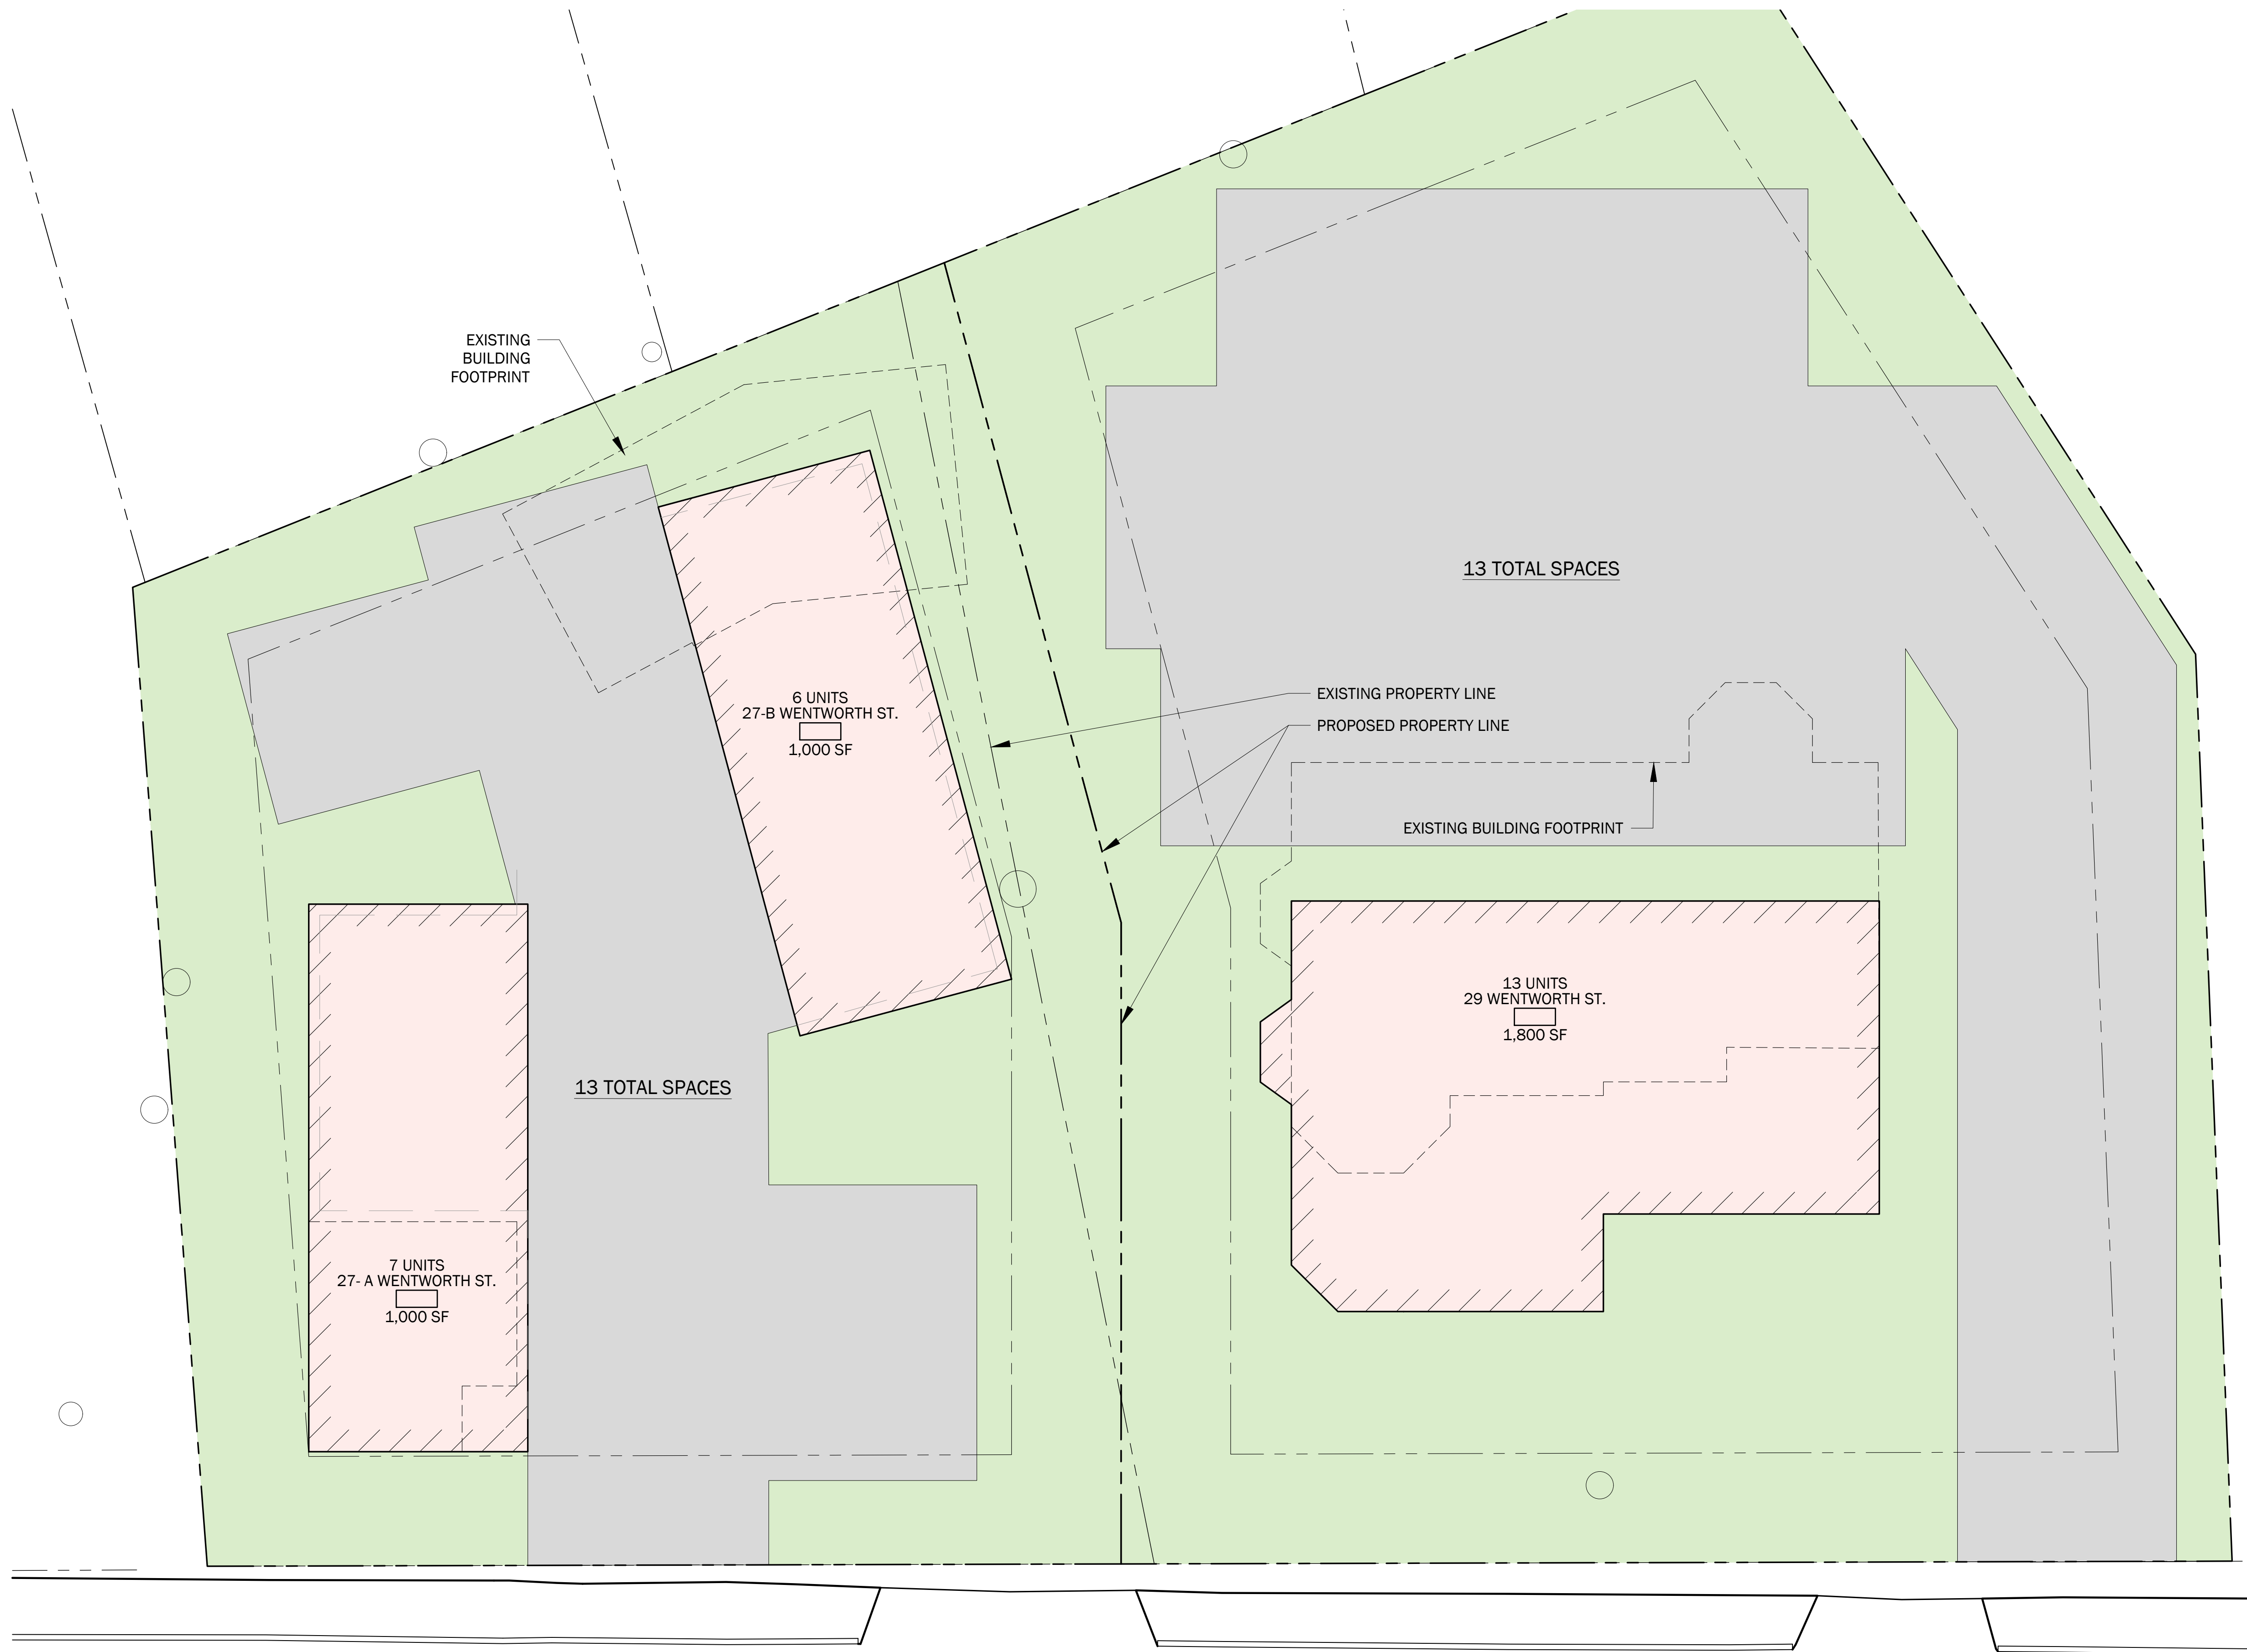 EXISTING
BUILDING
FOOTPRINT
13 TOTAL SPACES
6 UNITS
27-B WENTWORTH ST.
1,000 SF
EXISTING PROPERTY LINE
PROPOSED PROPERTY LINE
EXISTING BUILDING FOOTPRINT
13 UNITS
29 WENTWORTH ST.
1,800 SF
13 TOTAL SPACES
7 UNITS
27- A WENTWORTH ST.
1,000 SF